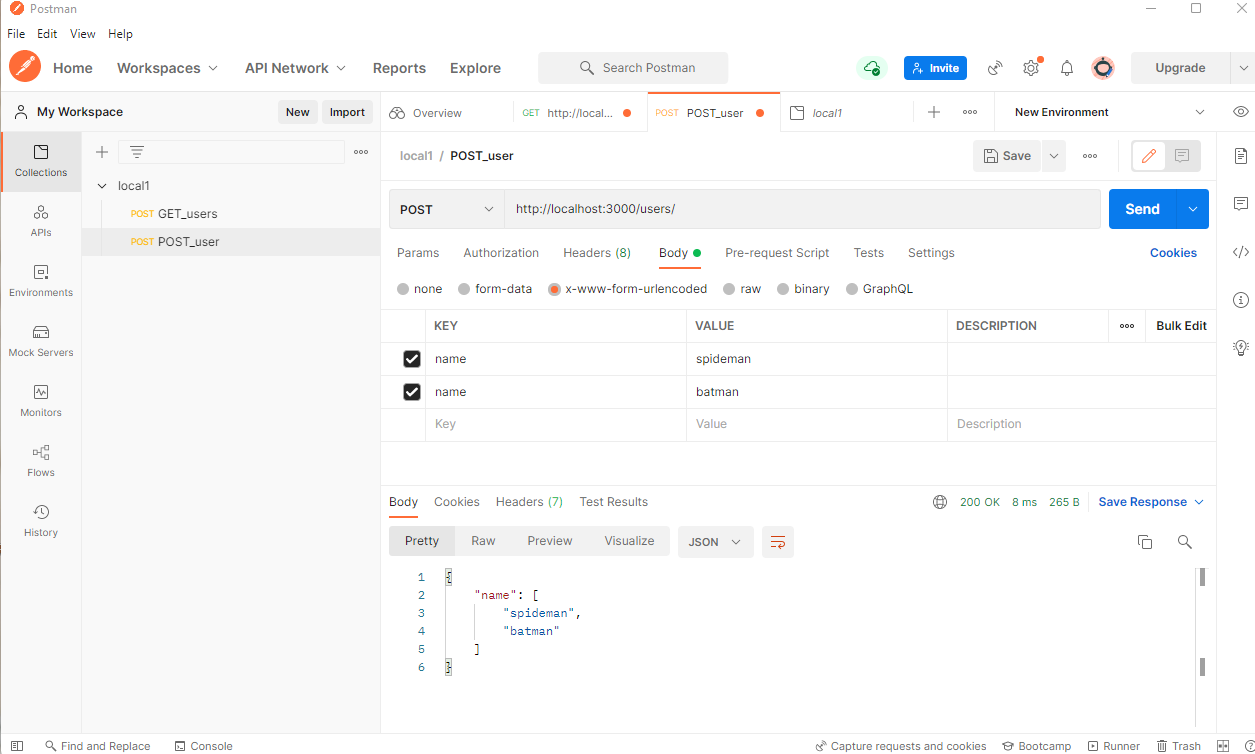 Postman
File Edit View Help
Home Workspaces API Network Reports Explore Search Postman Invite Upgrade
My Workspace New Import Overview GET http://local... POST POST_user local1 New Environment
Collections
APIs
Environments
Mock Servers
Monitors
Flows
History
local1
POST GET_users
POST POST_user
local1 / POST_user Save
POST http://localhost:3000/users/ Send
Params Authorization Headers (8) Body Pre-request Script Tests Settings Cookies
none form-data x-www-form-urlencoded raw binary GraphQL
KEY VALUE DESCRIPTION Bulk Edit
name spideman
name batman
Key Value Description
Body Cookies Headers (7) Test Results 200 OK 8 ms 265 B Save Response
Pretty Raw Preview Visualize JSON
1 {
2 "name": [
3 "spideman",
4 "batman"
5 ]
6 }
Find and Replace Console Capture requests and cookies Bootcamp Runner Trash